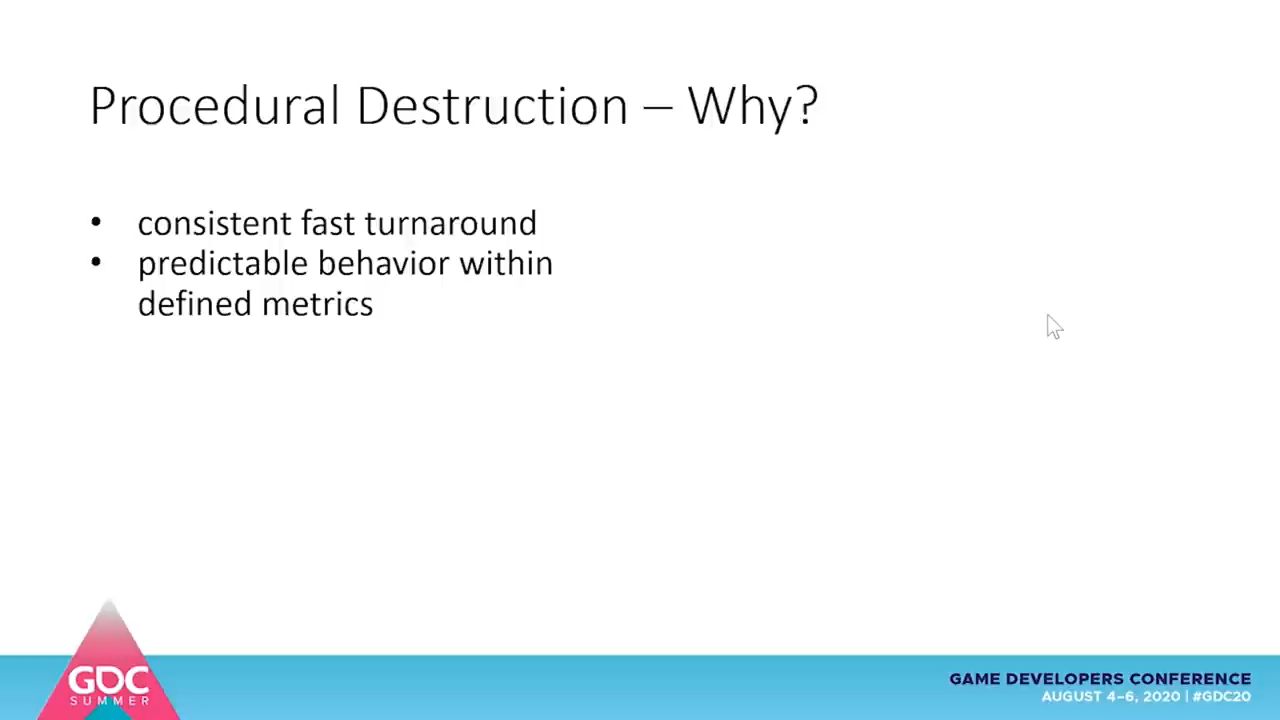 Procedural Destruction – Why?
• consistent fast turnaround
• predictable behavior within
defined metrics
GDC
SUMMER
GAME DEVELOPERS CONFERENCE
AUGUST 4–6, 2020 | #GDC20